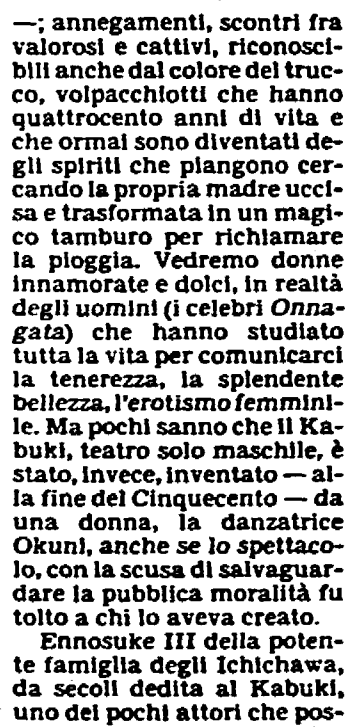 —; annegamenti, scontri fra
valorosi e cattivi, riconosci-
bili anche dal colore del truc-
co, volpacchiotti che hanno
quattrocento anni di vita e
che ormai sono diventati de-
gli spiriti che piangono cer-
cando la propria madre ucci-
sa e trasformata in un magi-
co tamburo per richiamare
la pioggia. Vedremo donne
innamorate e dolci, in realtà
degli uomini (i celebri Onna-
gata) che hanno studiato
tutta la vita per comunicarci
la tenerezza, la splendente
bellezza, l'erotismo femmini-
le. Ma pochi sanno che il Ka-
buki, teatro solo maschile, è
stato, invece, inventato — al-
la fine del Cinquecento — da
una donna, la danzatrice
Okuni, anche se lo spettaco-
lo, con la scusa di salvaguar-
dare la pubblica moralità fu
tolto a chi lo aveva creato.
Ennosuke III della poten-
te famiglia degli Ichichawa,
da secoli dedita al Kabuki,
uno dei pochi attori che pos-